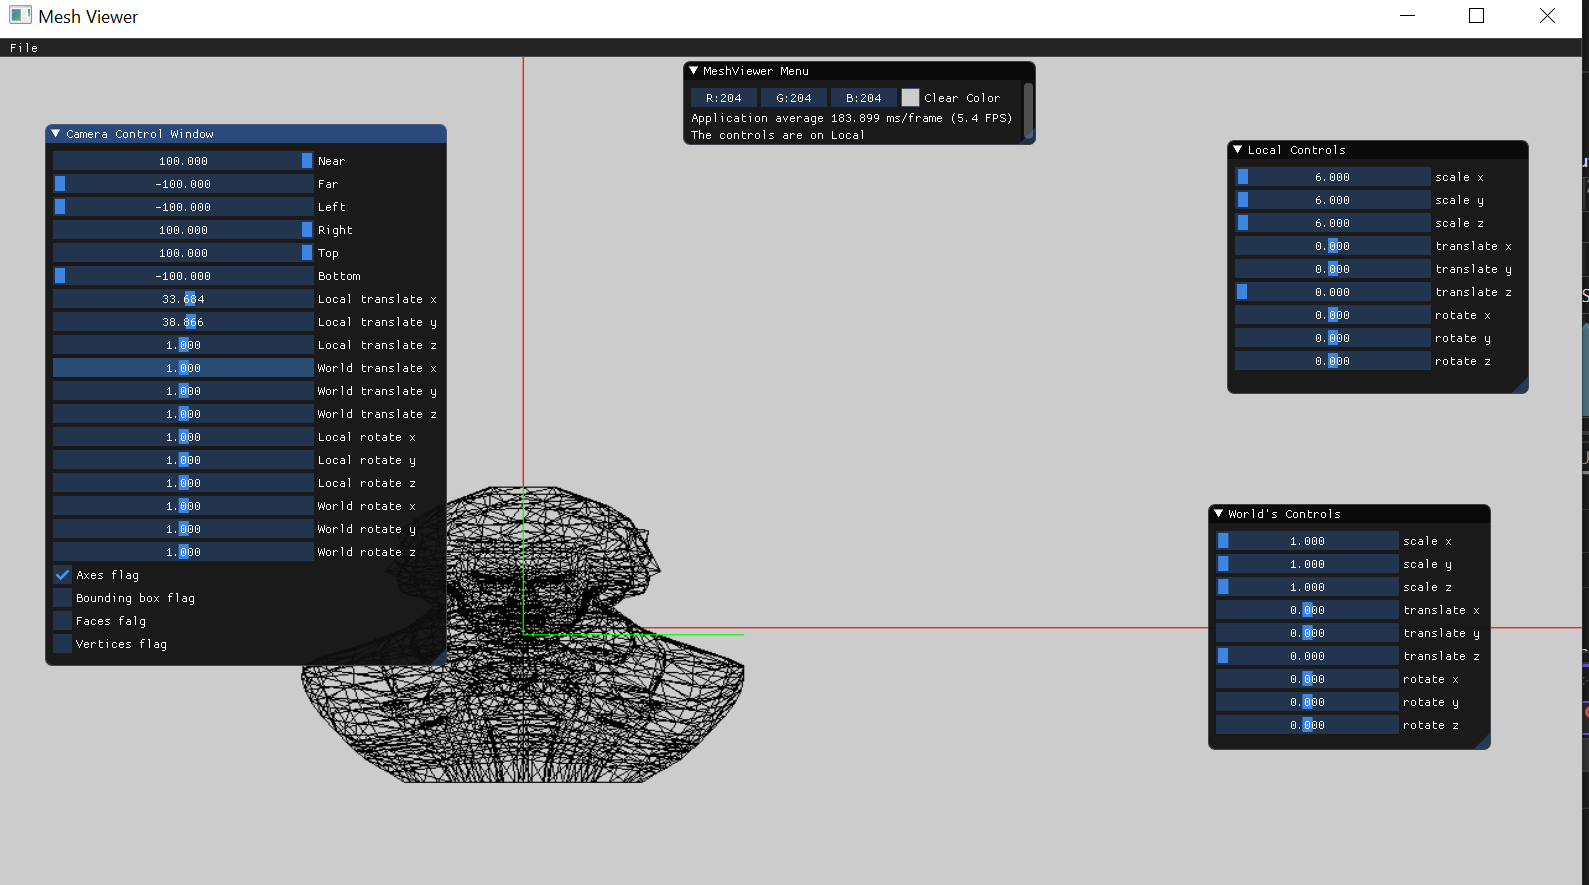 Mesh Viewer
File
MeshViewer Menu
R:204 G:204 B:204 Clear Color
Application average 183.899 ms/frame (5.4 FPS)
The controls are on Local
Camera Control Window
100.000 Near
-100.000 Far
-100.000 Left
100.000 Right
100.000 Top
-100.000 Bottom
33.684 Local translate x
38.866 Local translate y
1.000 Local translate z
1.000 World translate x
1.000 World translate y
1.000 World translate z
1.000 Local rotate x
1.000 Local rotate y
1.000 Local rotate z
1.000 World rotate x
1.000 World rotate y
1.000 World rotate z
Axes flag
Bounding box flag
Faces falg
Vertices flag
Local Controls
6.000 scale x
6.000 scale y
6.000 scale z
0.000 translate x
0.000 translate y
0.000 translate z
0.000 rotate x
0.000 rotate y
0.000 rotate z
World's Controls
1.000 scale x
1.000 scale y
1.000 scale z
0.000 translate x
0.000 translate y
0.000 translate z
0.000 rotate x
0.000 rotate y
0.000 rotate z